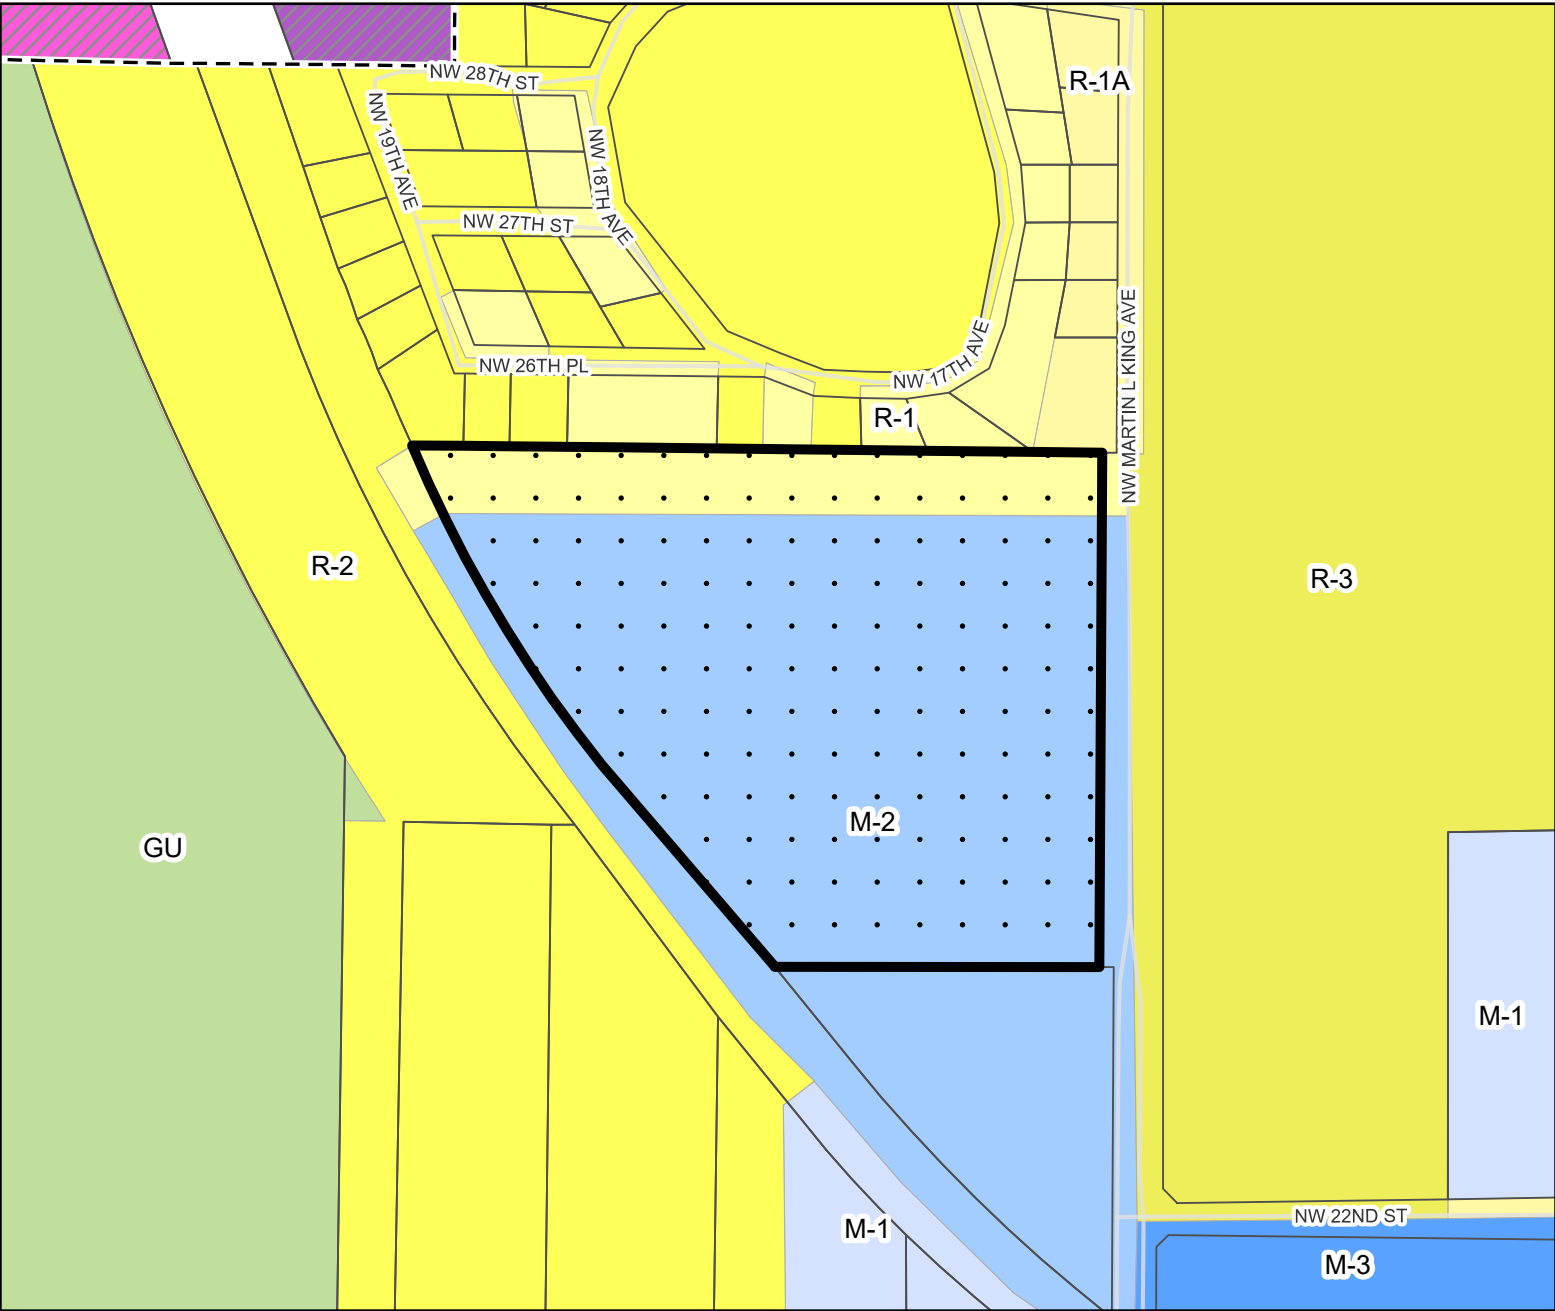 NW 28TH ST
R-1A
NW 19TH AVE
NW 18TH AVE
NW 27TH ST
NW MARTIN L KING AVE
NW 26TH PL
NW 17TH AVE
R-1
R-2
R-3
M-2
GU
M-1
NW 22ND ST
M-1
M-3